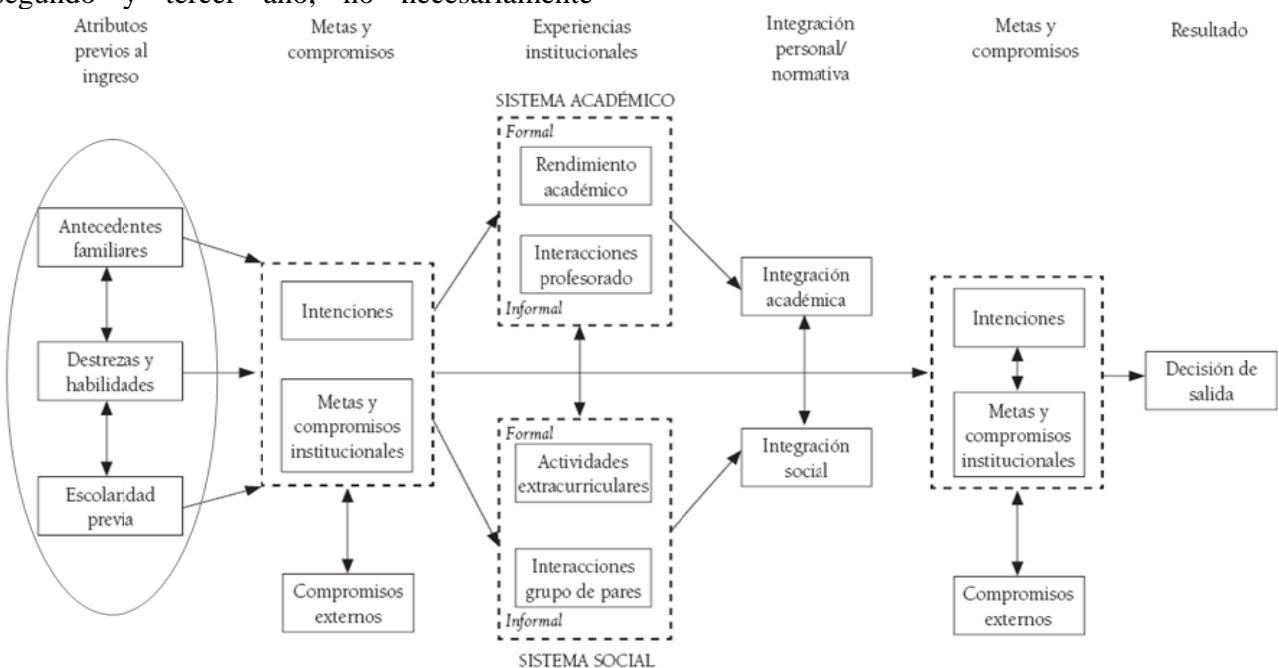 segundo y tercer año, no necesariamente
Atributos
previos al
ingreso
Metas y
compromisos
Experiencias
institucionales
Integración
personal/
normativa
Metas y
compromisos
Resultado
Antecedentes
familiares
Destrezas y
habilidades
Escolaridad
previa
Intenciones
Metas y
compromisos
institucionales
Compromisos
externos
SISTEMA ACADÉMICO
Formal
Rendimiento
académico
Interacciones
profesorado
Informal
Formal
Actividades
extracurriculares
Interacciones
grupo de pares
Informal
SISTEMA SOCIAL
Integración
académica
Integración
social
Intenciones
Metas y
compromisos
institucionales
Compromisos
externos
Decisión de
salida